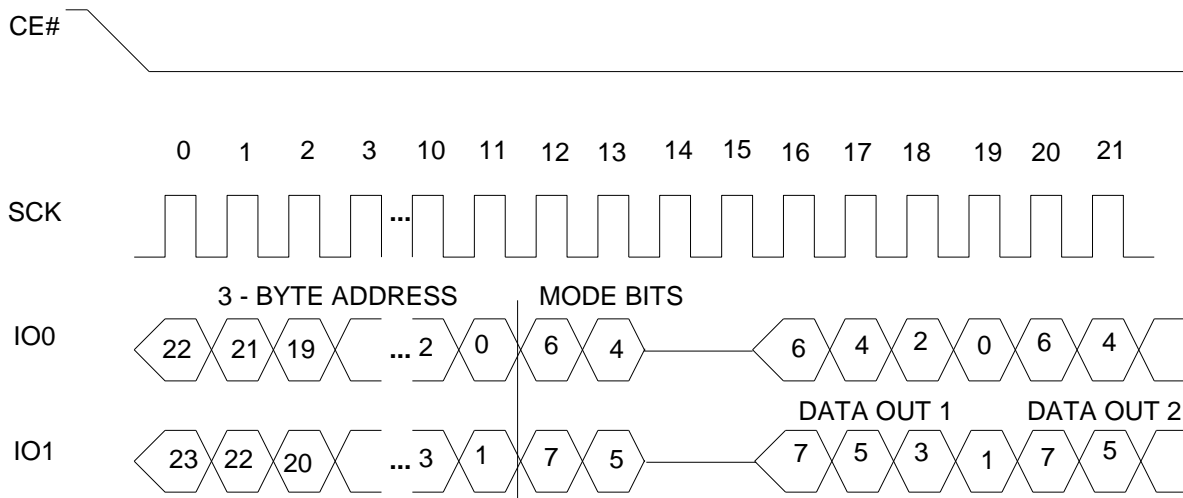 CE#
0 1 2 3 10 11 12 13 14 15 16 17 18 19 20 21
SCK ...
3 - BYTE ADDRESS MODE BITS
IO0 22 21 19 ... 2 0 6 4 6 4 2 0 6 4
DATA OUT 1 DATA OUT 2
IO1 23 22 20 ... 3 1 7 5 7 5 3 1 7 5